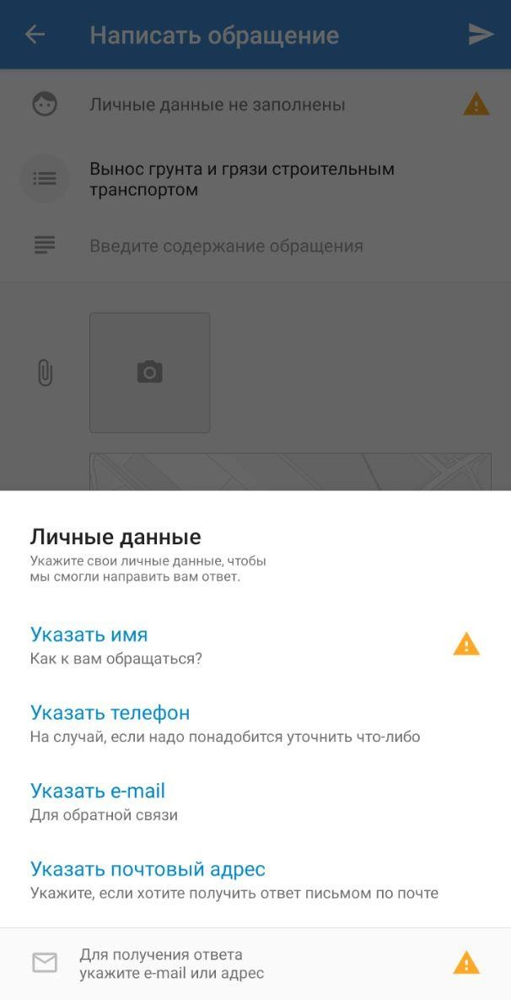 Написать обращение
Личные данные не заполнены
Вынос грунта и грязи строительным
транспортом
Введите содержание обращения
Личные данные
Укажите свои личные данные, чтобы
мы смогли направить вам ответ.
Указать имя
Как к вам обращаться?
Указать телефон
На случай, если надо понадобится уточнить что-либо
Указать e-mail
Для обратной связи
Указать почтовый адрес
Укажите, если хотите получить ответ письмом по почте
Для получения ответа
укажите e-mail или адрес